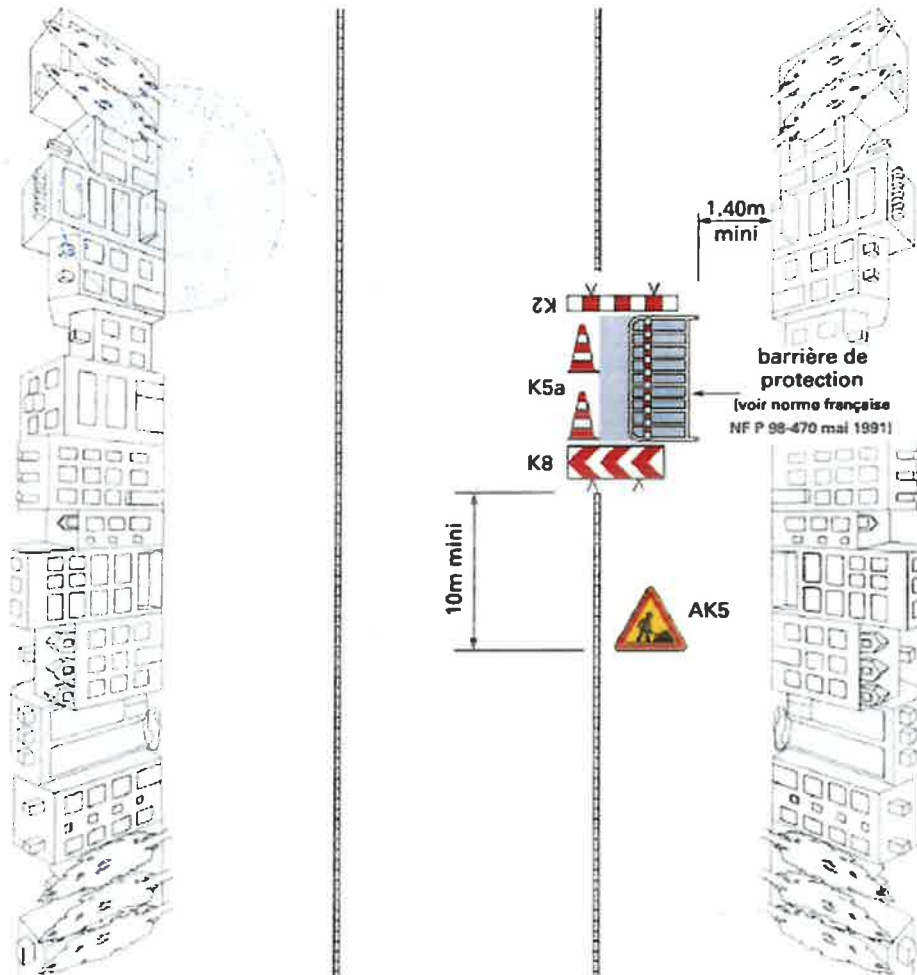 1.40m
mini
K2
K5a
barrière de
protection
(voir norme française
NF P 98-470 mai 1991)
K8
10m mini
AK5